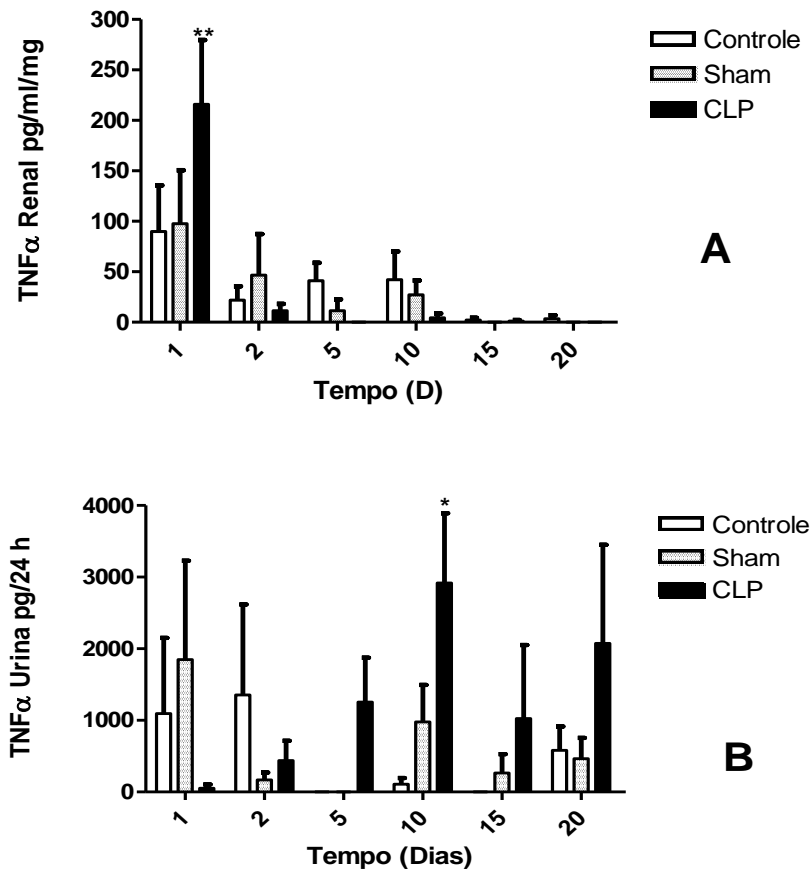 300
250
200
150
100
50
0
TNFα Renal pg/ml/mg
**
Controle
Sham
CLP
A
1 2 5 10 15 20
Tempo (D)
4000
3000
2000
1000
0
TNFα Urina pg/24 h
*
Controle
Sham
CLP
B
1 2 5 10 15 20
Tempo (Dias)